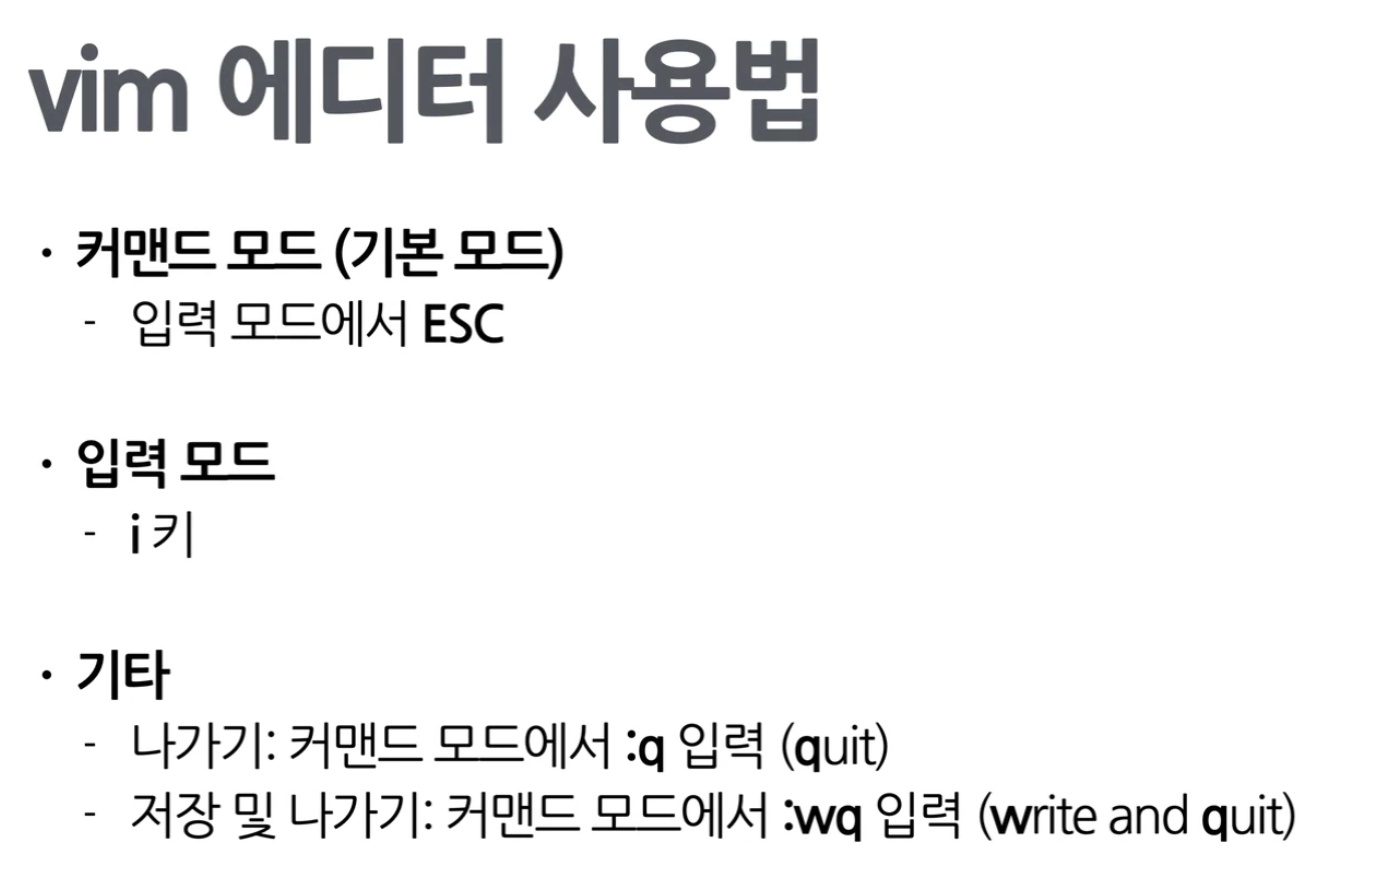 vim 에디터 사용법
· 커맨드 모드 (기본 모드)
- 입력 모드에서 ESC
· 입력 모드
- i 키
· 기타
- 나가기: 커맨드 모드에서 :q 입력 (quit)
- 저장 및 나가기: 커맨드 모드에서 :wq 입력 (write and quit)